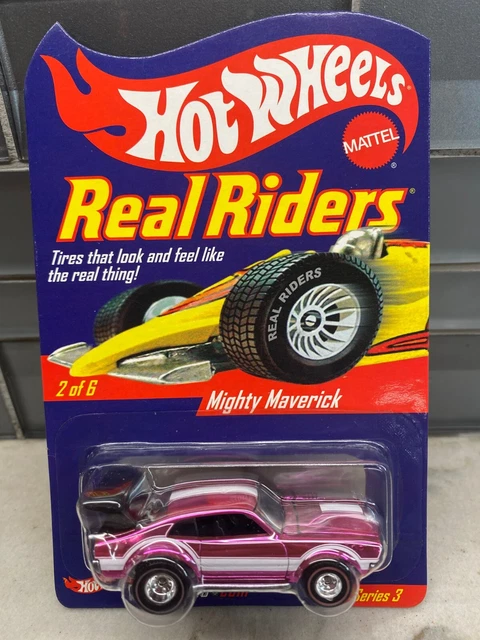 Hot Wheels®
MATTEL
®
Real Riders®
Tires that look and feel like
the real thing!
REAL RIDERS
2 of 6
Mighty Maverick
Series 3